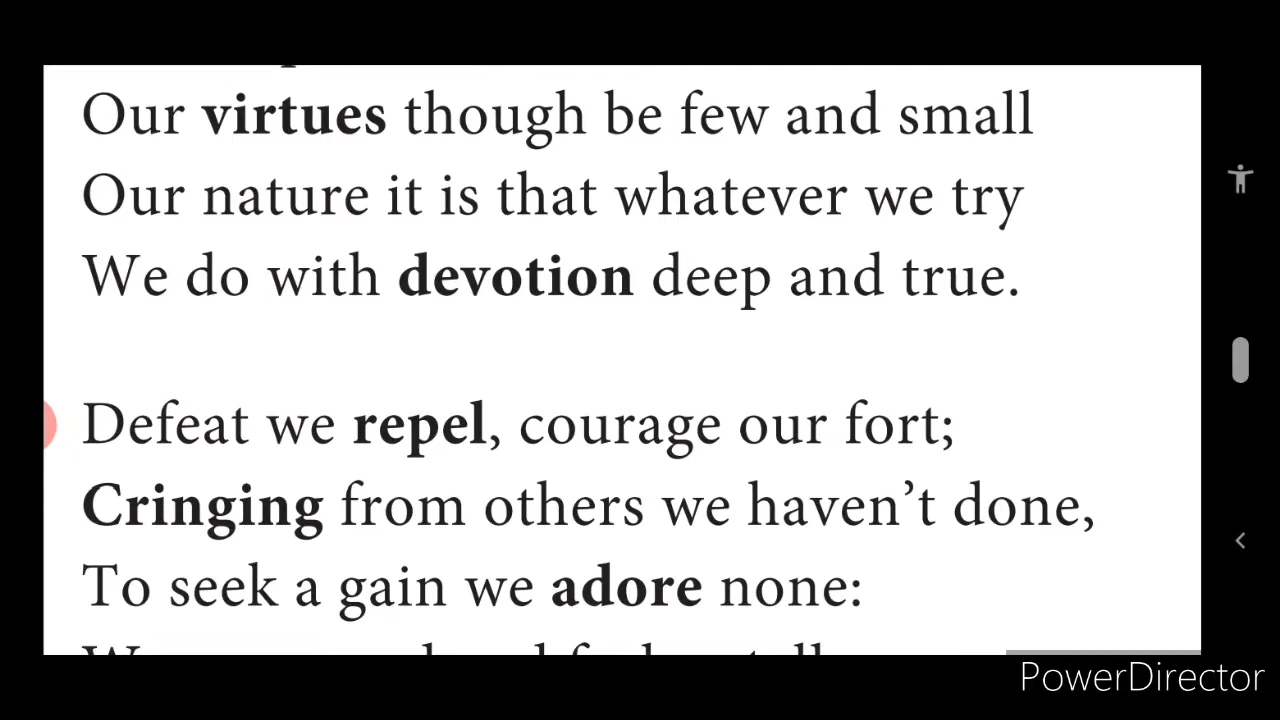 Our virtues though be few and small
Our nature it is that whatever we try
We do with devotion deep and true.
Defeat we repel, courage our fort;
Cringing from others we haven’t done,
To seek a gain we adore none:
PowerDirector